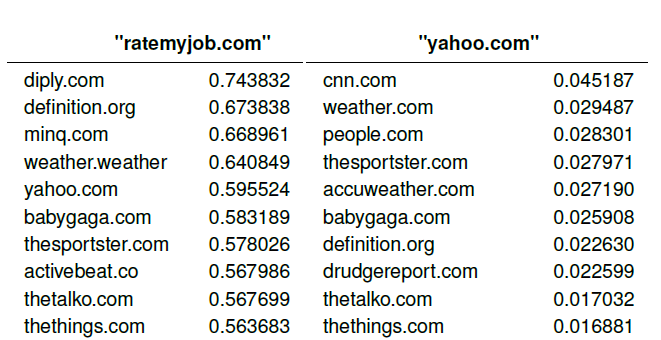 "ratemyjob.com" "yahoo.com"
diply.com 0.743832 cnn.com 0.045187
definition.org 0.673838 weather.com 0.029487
minq.com 0.668961 people.com 0.028301
weather.weather 0.640849 thesportster.com 0.027971
yahoo.com 0.595524 accuweather.com 0.027190
babygaga.com 0.583189 babygaga.com 0.025908
thesportster.com 0.578026 definition.org 0.022630
activebeat.co 0.567986 drudgereport.com 0.022599
thetalko.com 0.567699 thetalko.com 0.017032
thethings.com 0.563683 thethings.com 0.016881